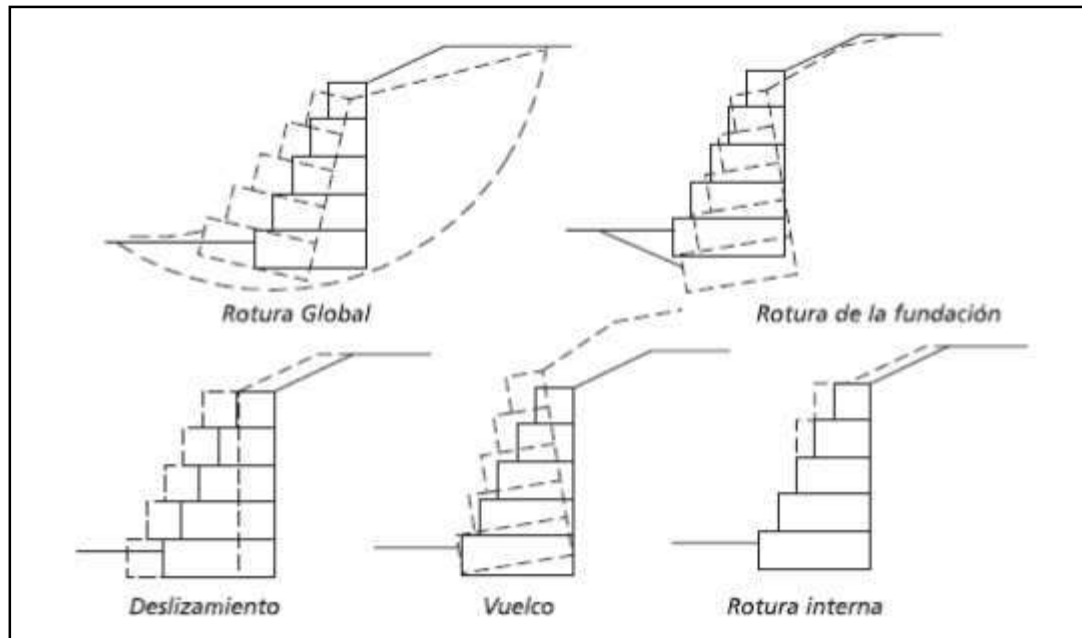 Rotura Global
Rotura de la fundación
Deslizamiento
Vuelco
Rotura interna